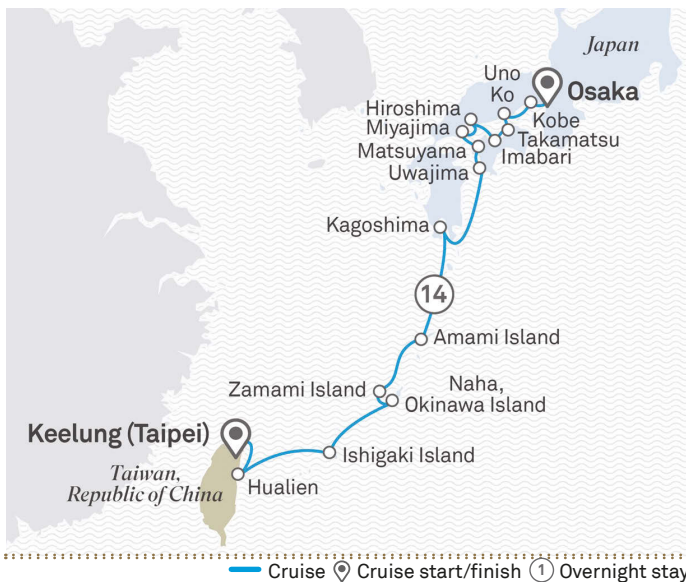 Japan
Uno
Ko
Osaka
Hiroshima
Kobe
Miyajima
Takamatsu
Matsuyama
Imabari
Uwajima
Kagoshima
14
Amami Island
Zamami Island
Naha,
Okinawa Island
Keelung (Taipei)
Ishigaki Island
Taiwan,
Republic of China
Hualien
Cruise Cruise start/finish 1 Overnight stay